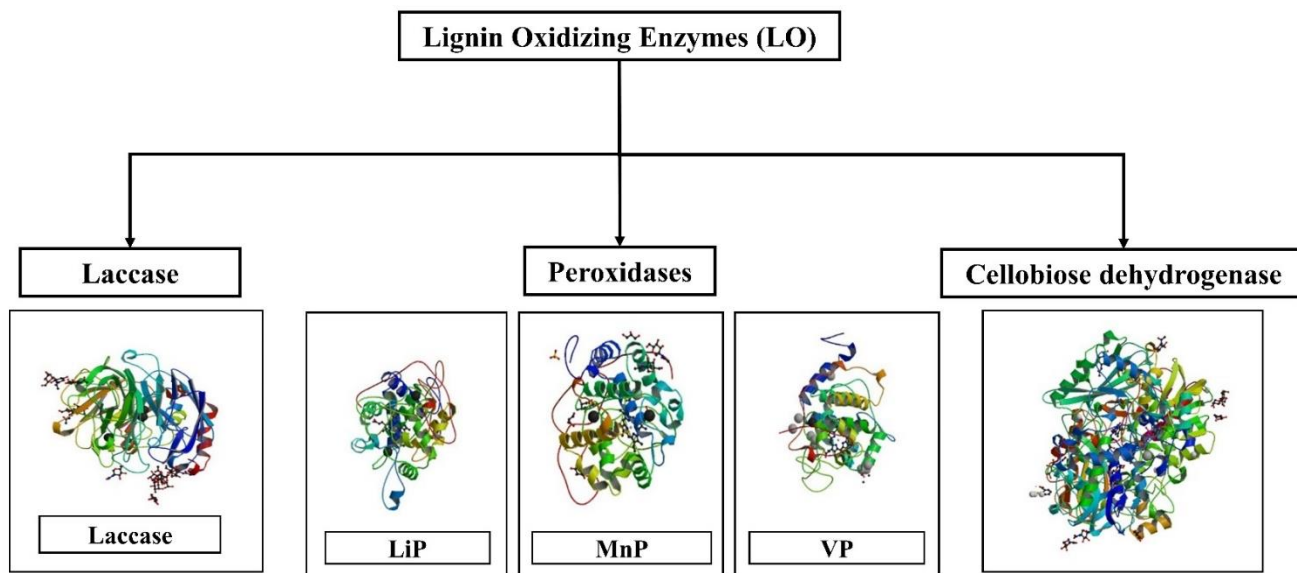 Lignin Oxidizing Enzymes (LO)
Laccase
Peroxidases
Cellobiose dehydrogenase
Laccase
LiP
MnP
VP